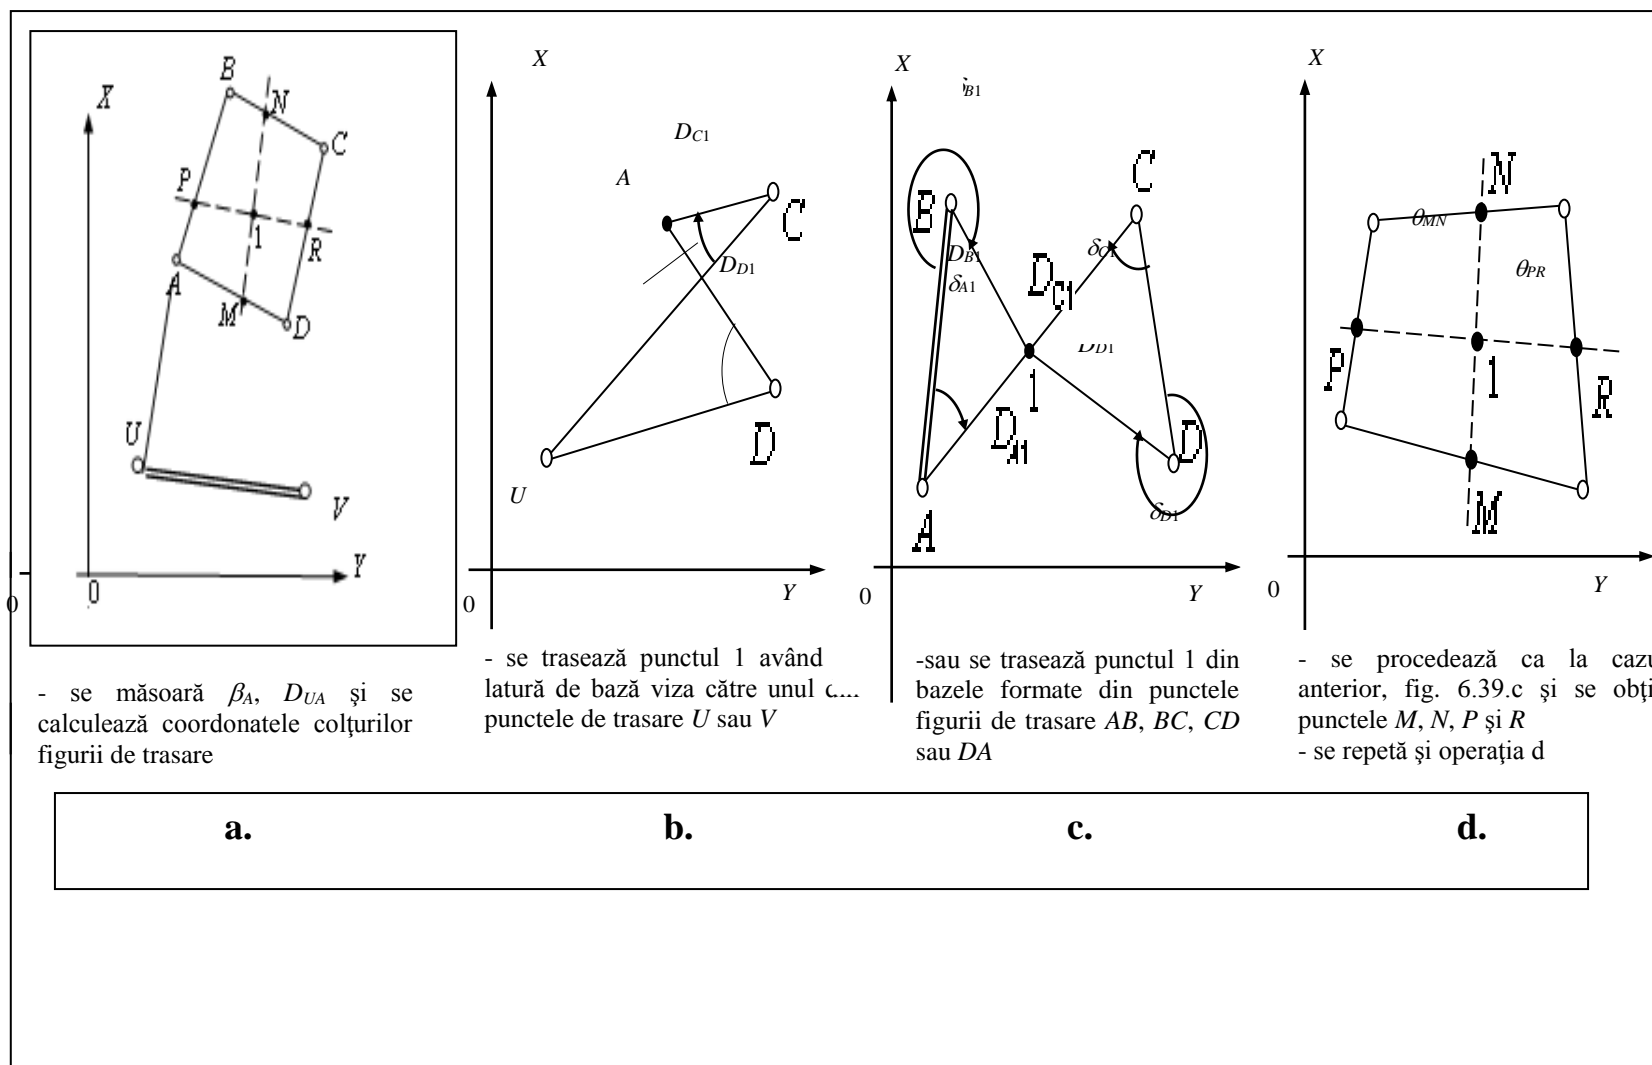 X
B
N
C
P
1
R
A
M
D
U
V
Y
0
0
- se măsoară βA, DUA şi se
calculează coordonatele colţurilor
figurii de trasare
X
DC1
A
C
DD1
D
U
Y
0
- se trasează punctul 1 având
latură de bază viza către unul
punctele de trasare U sau V
X
B1
C
B
DB1
δC1
δA1
DC1
DD1
1
DA1
D
A
δD1
Y
0
-sau se trasează punctul 1 din
bazele formate din punctele
figurii de trasare AB, BC, CD
sau DA
X
N
θMN
θPR
P
1
R
M
Y
0
- se procedează ca la cazu
anterior, fig. 6.39.c şi se obţi
punctele M, N, P şi R
- se repetă şi operaţia d
a. b. c. d.